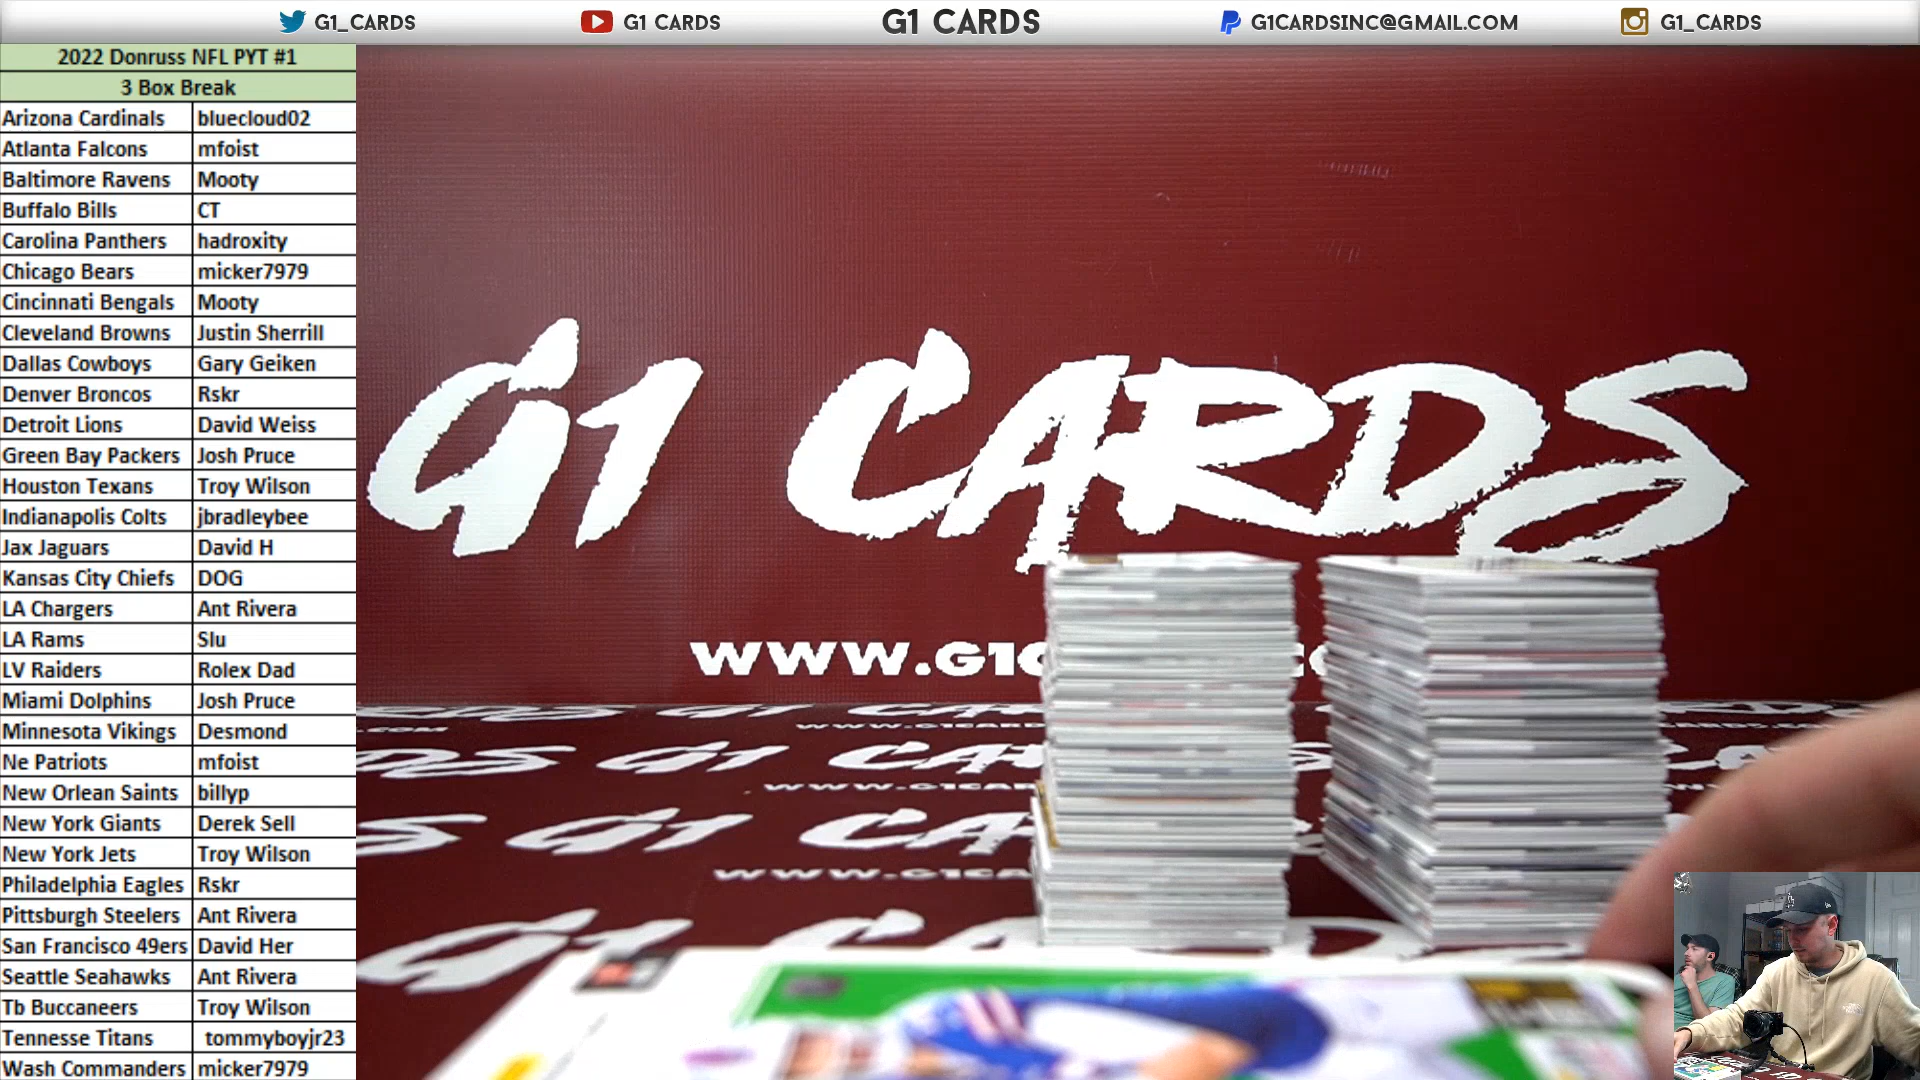 G1_CARDS G1 CARDS G1 CARDS G1CARDSINC@GMAIL.COM G1_CARDS
2022 Donruss NFL PYT #1
3 Box Break
Arizona Cardinals bluecloud02
Atlanta Falcons mfoist
Baltimore Ravens Mooty
Buffalo Bills CT
Carolina Panthers hadroxity
Chicago Bears micker7979
Cincinnati Bengals Mooty
Cleveland Browns Justin Sherrill
Dallas Cowboys Gary Geiken
Denver Broncos Rskr
Detroit Lions David Weiss
Green Bay Packers Josh Pruce
Houston Texans Troy Wilson
Indianapolis Colts jbradleybee
Jax Jaguars David H
Kansas City Chiefs DOG
LA Chargers Ant Rivera
LA Rams Slu
LV Raiders Rolex Dad
Miami Dolphins Josh Pruce
Minnesota Vikings Desmond
Ne Patriots mfoist
New Orlean Saints billyp
New York Giants Derek Sell
New York Jets Troy Wilson
Philadelphia Eagles Rskr
Pittsburgh Steelers Ant Rivera
San Francisco 49ers David Her
Seattle Seahawks Ant Rivera
Tb Buccaneers Troy Wilson
Tennesse Titans tommyboyjr23
Wash Commanders micker7979
G1 CARDS
WWW.G1C